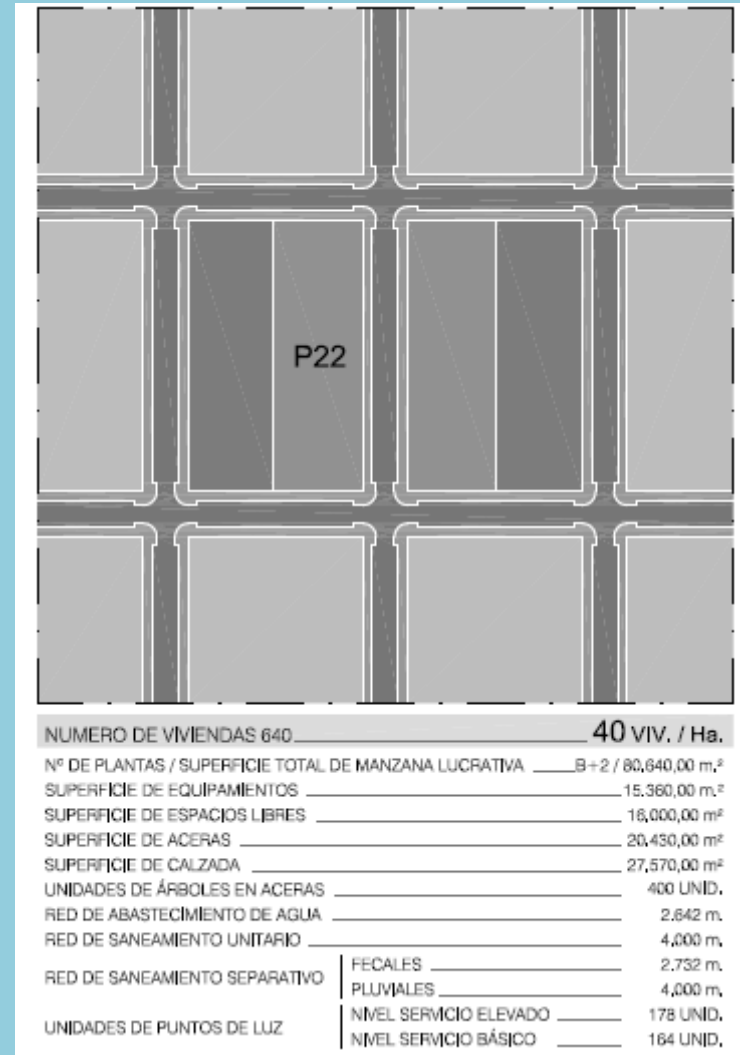 P22
NUMERO DE VIVIENDAS 640 40 VIV. / Ha.
Nº DE PLANTAS / SUPERFICIE TOTAL DE MANZANA LUCRATIVA B+2 / 80,640,00 m.²
SUPERFICIE DE EQUIPAMIENTOS 15.360,00 m.²
SUPERFICIE DE ESPACIOS LIBRES 16,000,00 m²
SUPERFICIE DE ACERAS 20,430,00 m²
SUPERFICIE DE CALZADA 27,570,00 m²
UNIDADES DE ÁRBOLES EN ACERAS 400 UNID.
RED DE ABASTECIMIENTO DE AGUA 2.642 m.
RED DE SANEAMIENTO UNITARIO 4,000 m.
RED DE SANEAMIENTO SEPARATIVO
FECALES 2.732 m.
PLUVIALES 4,000 m.
UNIDADES DE PUNTOS DE LUZ
NIVEL SERVICIO ELEVADO 178 UNID.
NIVEL SERVICIO BÁSICO 164 UNID.